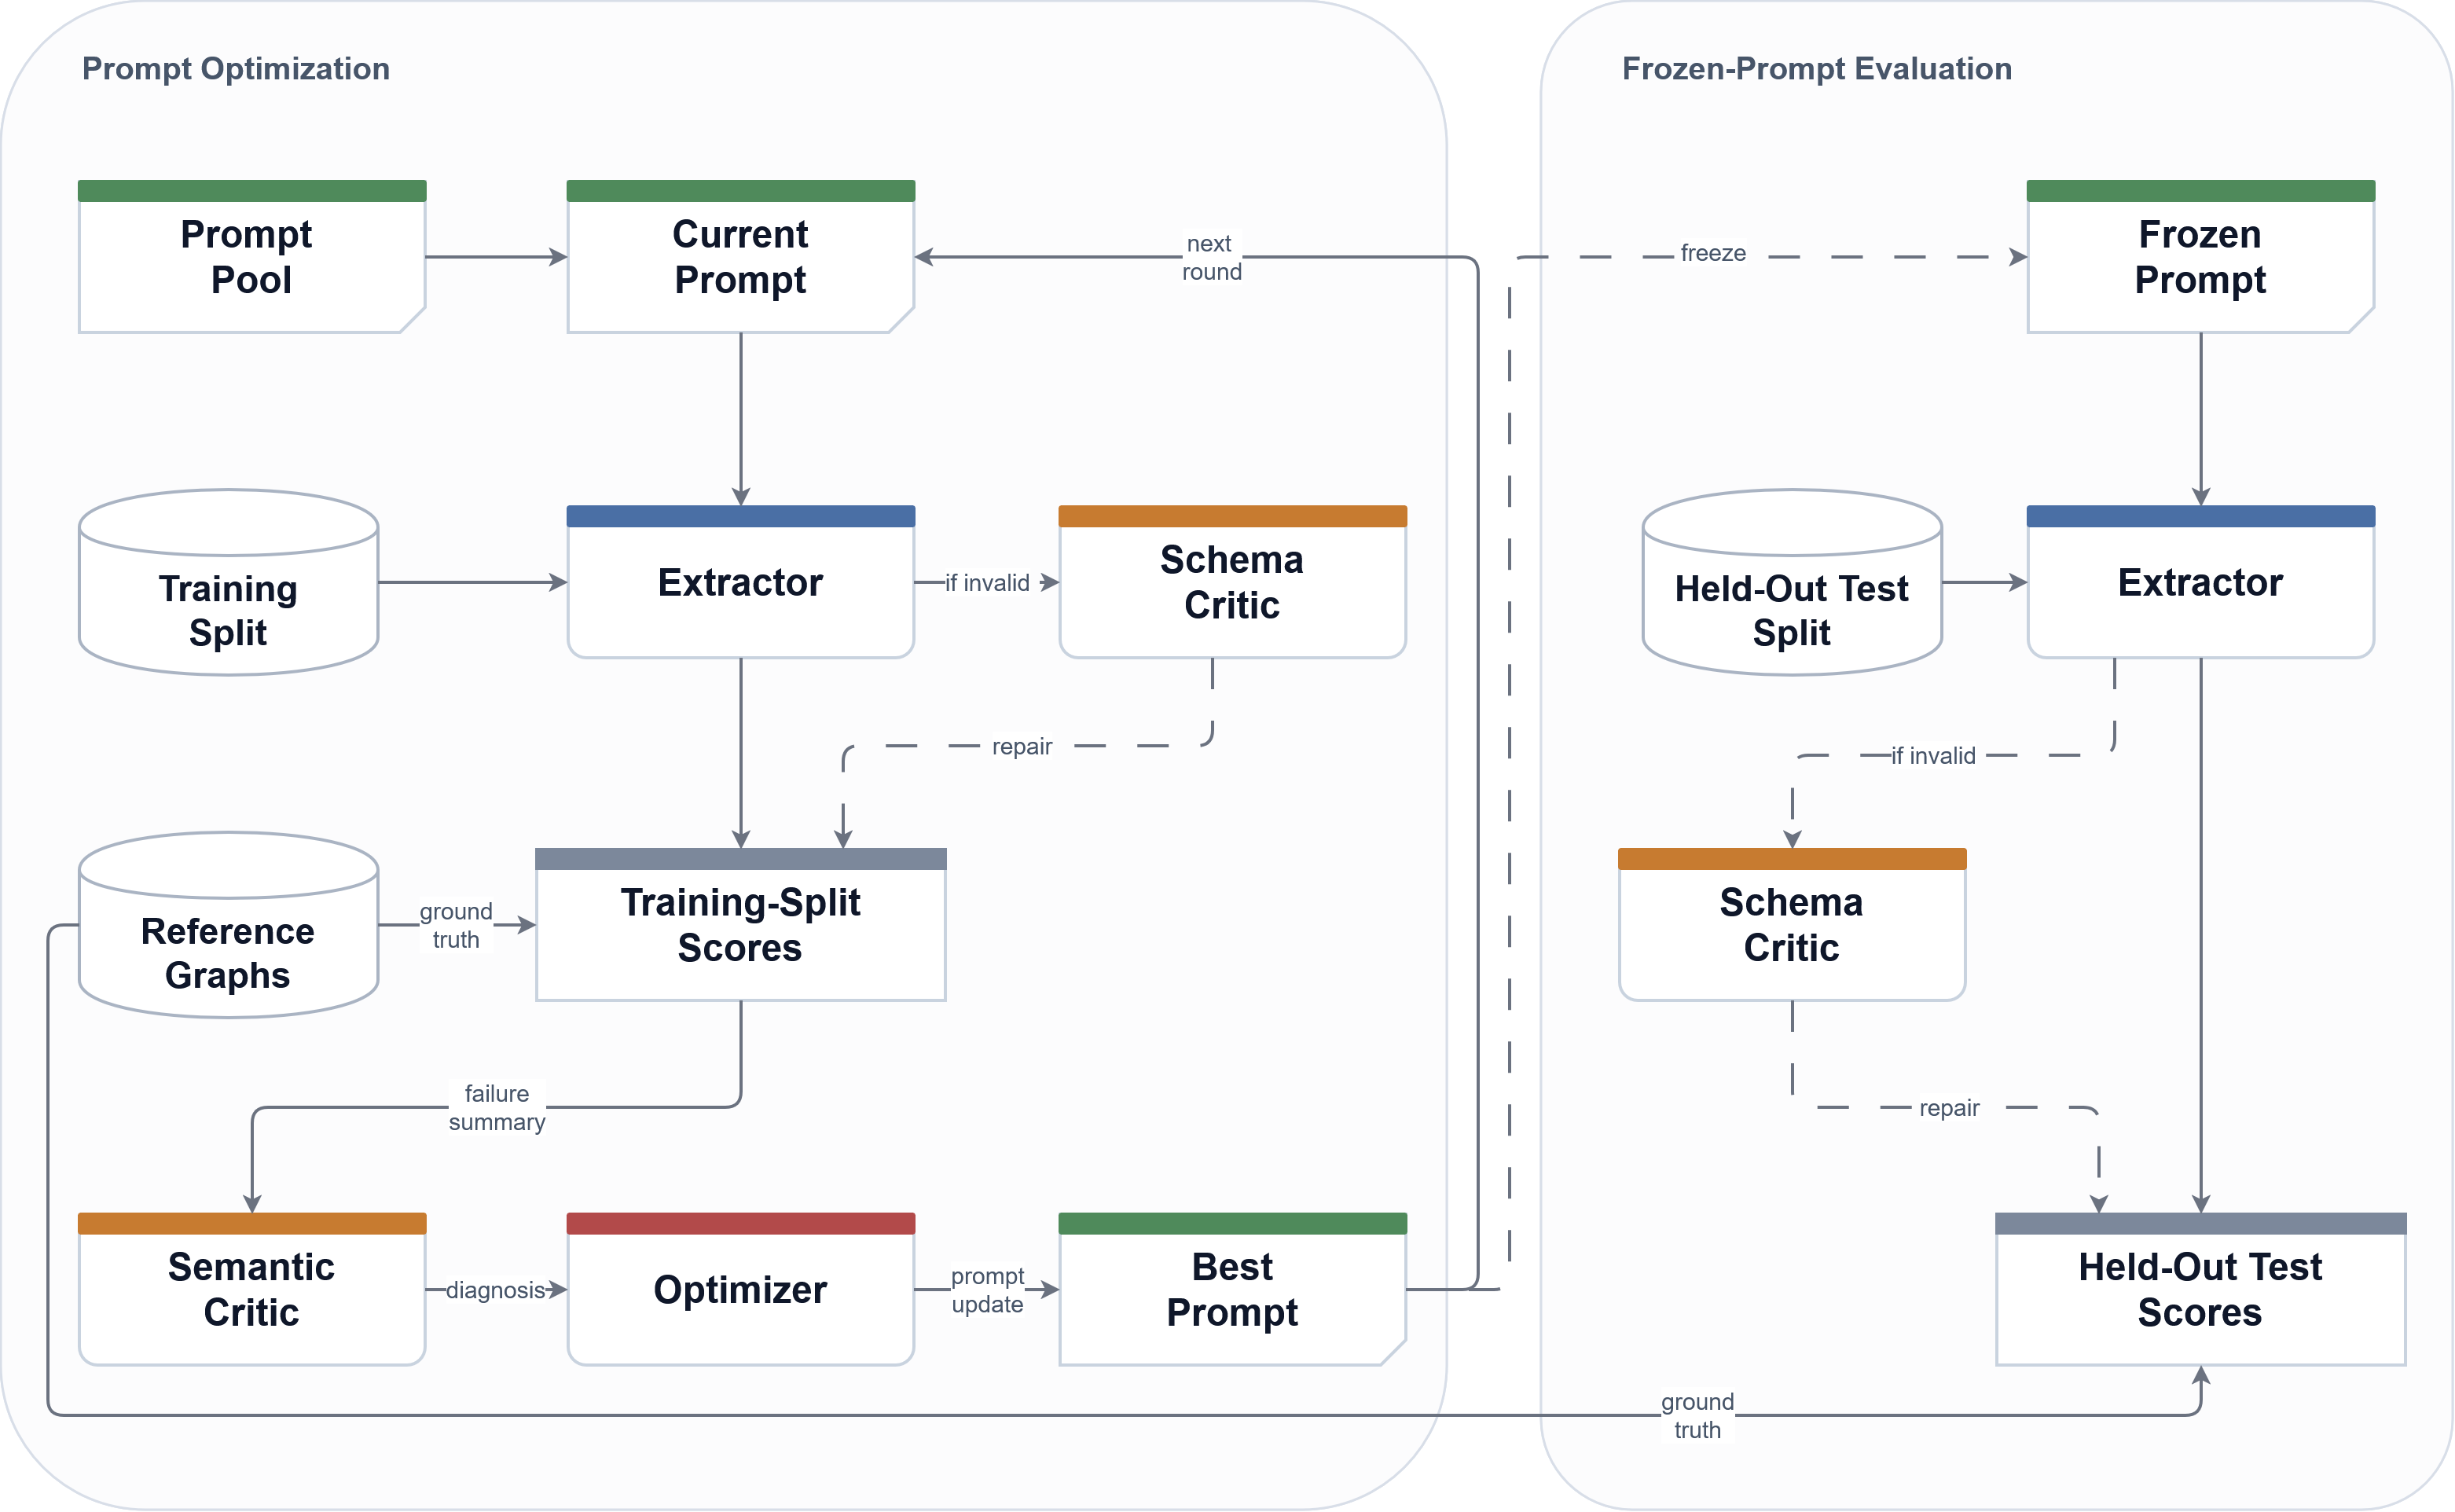 Prompt Optimization
Frozen-Prompt Evaluation
Prompt
Pool
Current
Prompt
next
round
freeze
Frozen
Prompt
Training
Split
Extractor
if invalid
Schema
Critic
Held-Out Test
Split
Extractor
repair
if invalid
Reference
Graphs
ground
truth
Training-Split
Scores
Schema
Critic
failure
summary
repair
Semantic
Critic
diagnosis
Optimizer
prompt
update
Best
Prompt
Held-Out Test
Scores
ground
truth